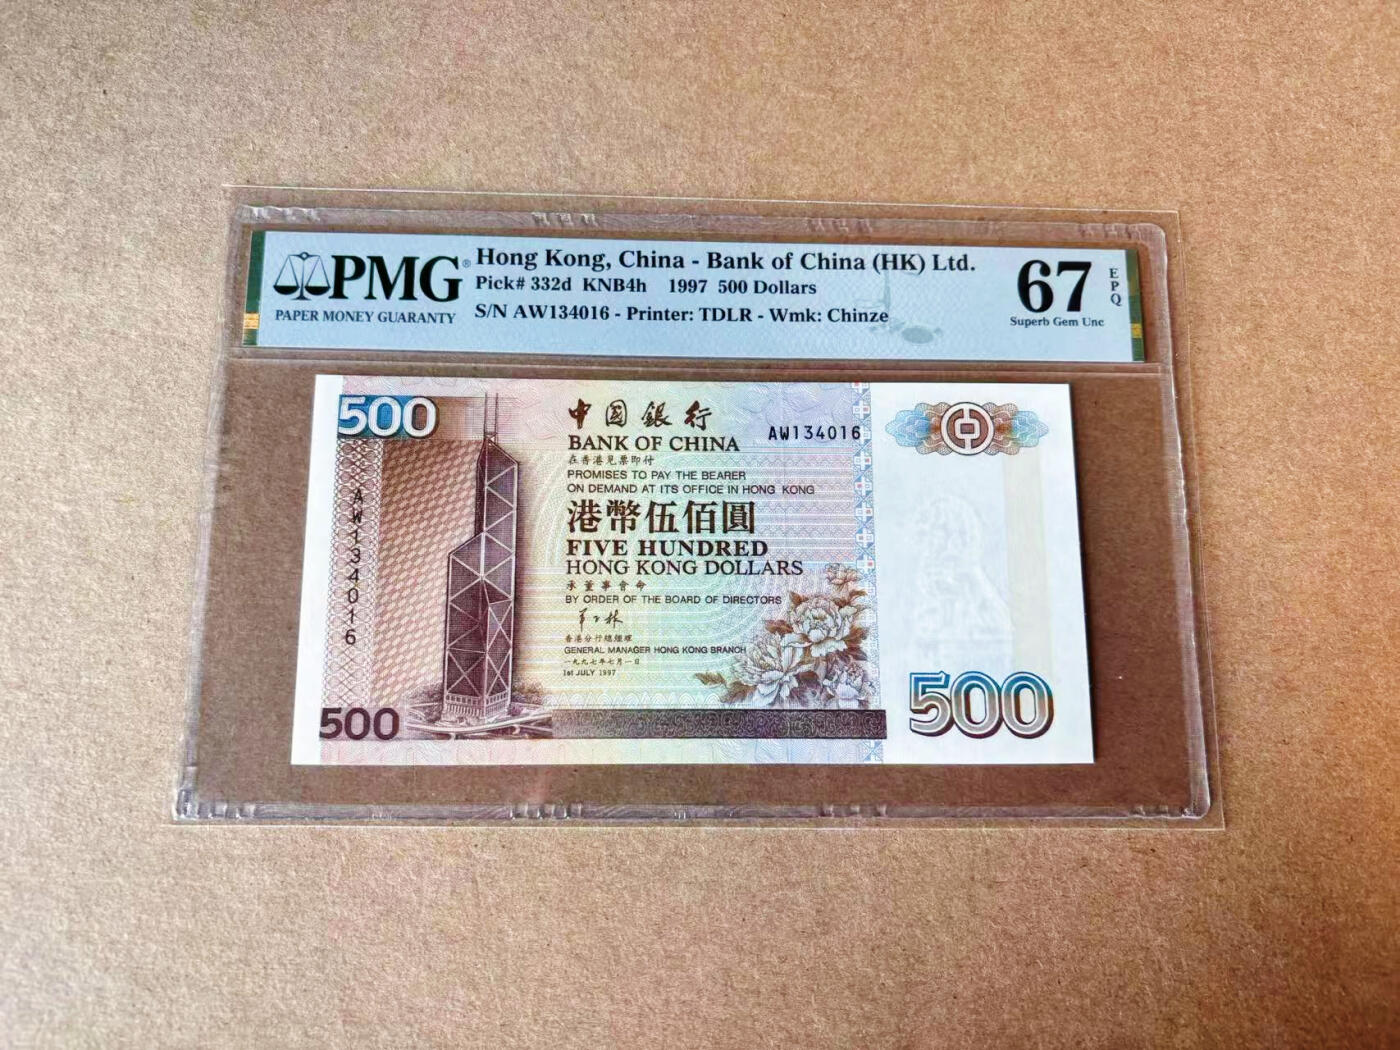 PMG®
PAPER MONEY GUARANTY
Hong Kong, China - Bank of China (HK) Ltd.
Pick# 332d KNB4h 1997 500 Dollars
S/N AW134016 - Printer: TDLR - Wmk: Chinze
67
EPQ
Superb Gem Unc
500
中國銀行
BANK OF CHINA
AW134016
在香港見票即付
PROMISES TO PAY THE BEARER
ON DEMAND AT ITS OFFICE IN HONG KONG
港幣伍佰圓
FIVE HUNDRED
HONG KONG DOLLARS
承董事會命
BY ORDER OF THE BOARD OF DIRECTORS
香港分行總經理
GENERAL MANAGER HONG KONG BRANCH
一九九七年七月一日
1st JULY 1997
AW134016
500
500